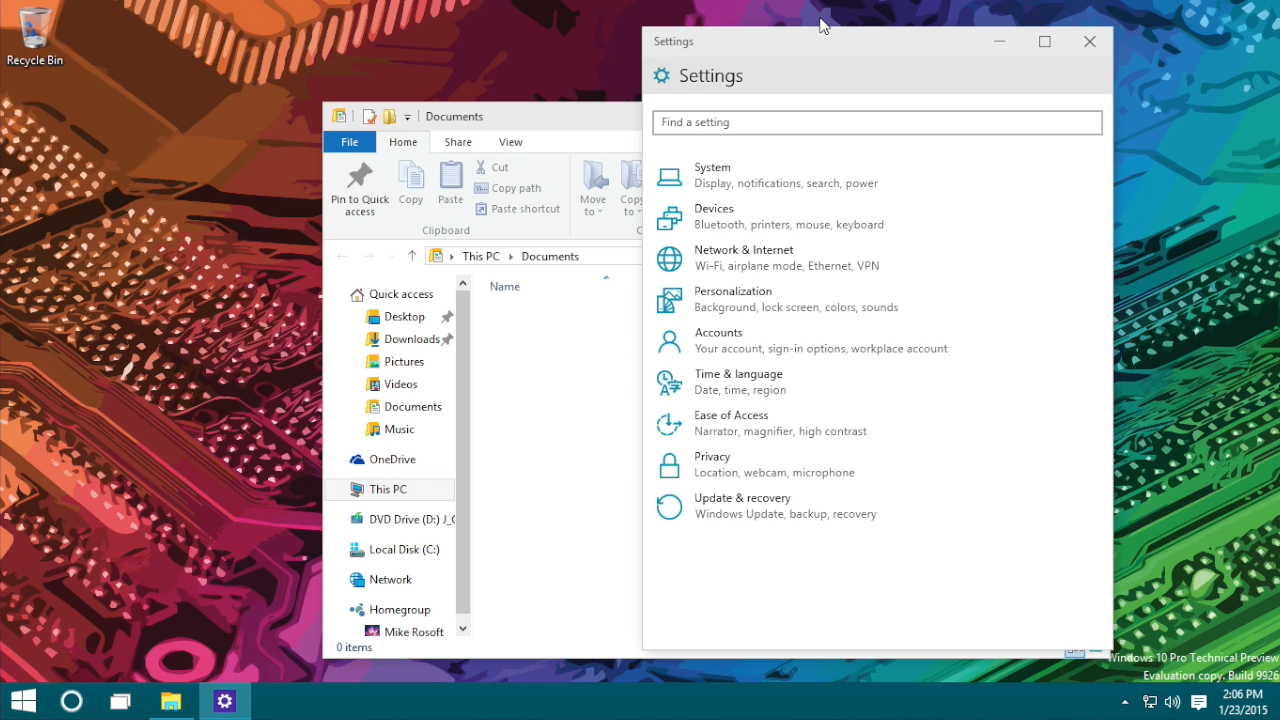 Recycle Bin
Documents
File
Home
Share
View
Pin to Quick
access
Copy
Paste
Cut
Copy path
Paste shortcut
Clipboard
Move
to
Copy
to
This PC
Documents
Name
Quick access
Desktop
Downloads
Pictures
Videos
Documents
Music
OneDrive
This PC
DVD Drive (D:) J_C
Local Disk (C:)
Network
Homegroup
Mike Rosoft
0 items
Settings
Settings
Find a setting
System
Display, notifications, search, power
Devices
Bluetooth, printers, mouse, keyboard
Network & Internet
Wi-Fi, airplane mode, Ethernet, VPN
Personalization
Background, lock screen, colors, sounds
Accounts
Your account, sign-in options, workplace account
Time & language
Date, time, region
Ease of Access
Narrator, magnifier, high contrast
Privacy
Location, webcam, microphone
Update & recovery
Windows Update, backup, recovery
Windows 10 Pro Technical Preview
Evaluation copy. Build 9926
2:06 PM
1/23/2015